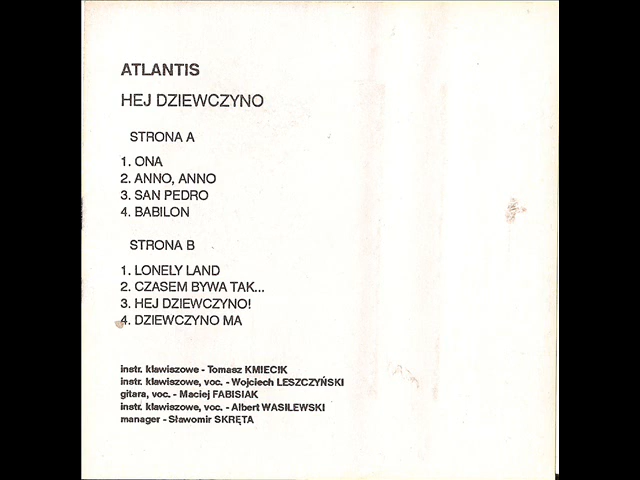 ATLANTIS
HEJ DZIEWCZYNO
STRONA A
1. ONA
2. ANNO, ANNO
3. SAN PEDRO
4. BABILON
STRONA B
1. LONELY LAND
2. CZASEM BYWA TAK...
3. HEJ DZIEWCZYNO!
4. DZIEWCZYNO MA
instr. klawiszowe - Tomasz KMIECIK
instr. klawiszowe, voc. - Wojciech LESZCZYŃSKI
gitara, voc. - Maciej FABISIAK
instr. klawiszowe, voc. - Albert WASILEWSKI
manager - Sławomir SKRĘTA